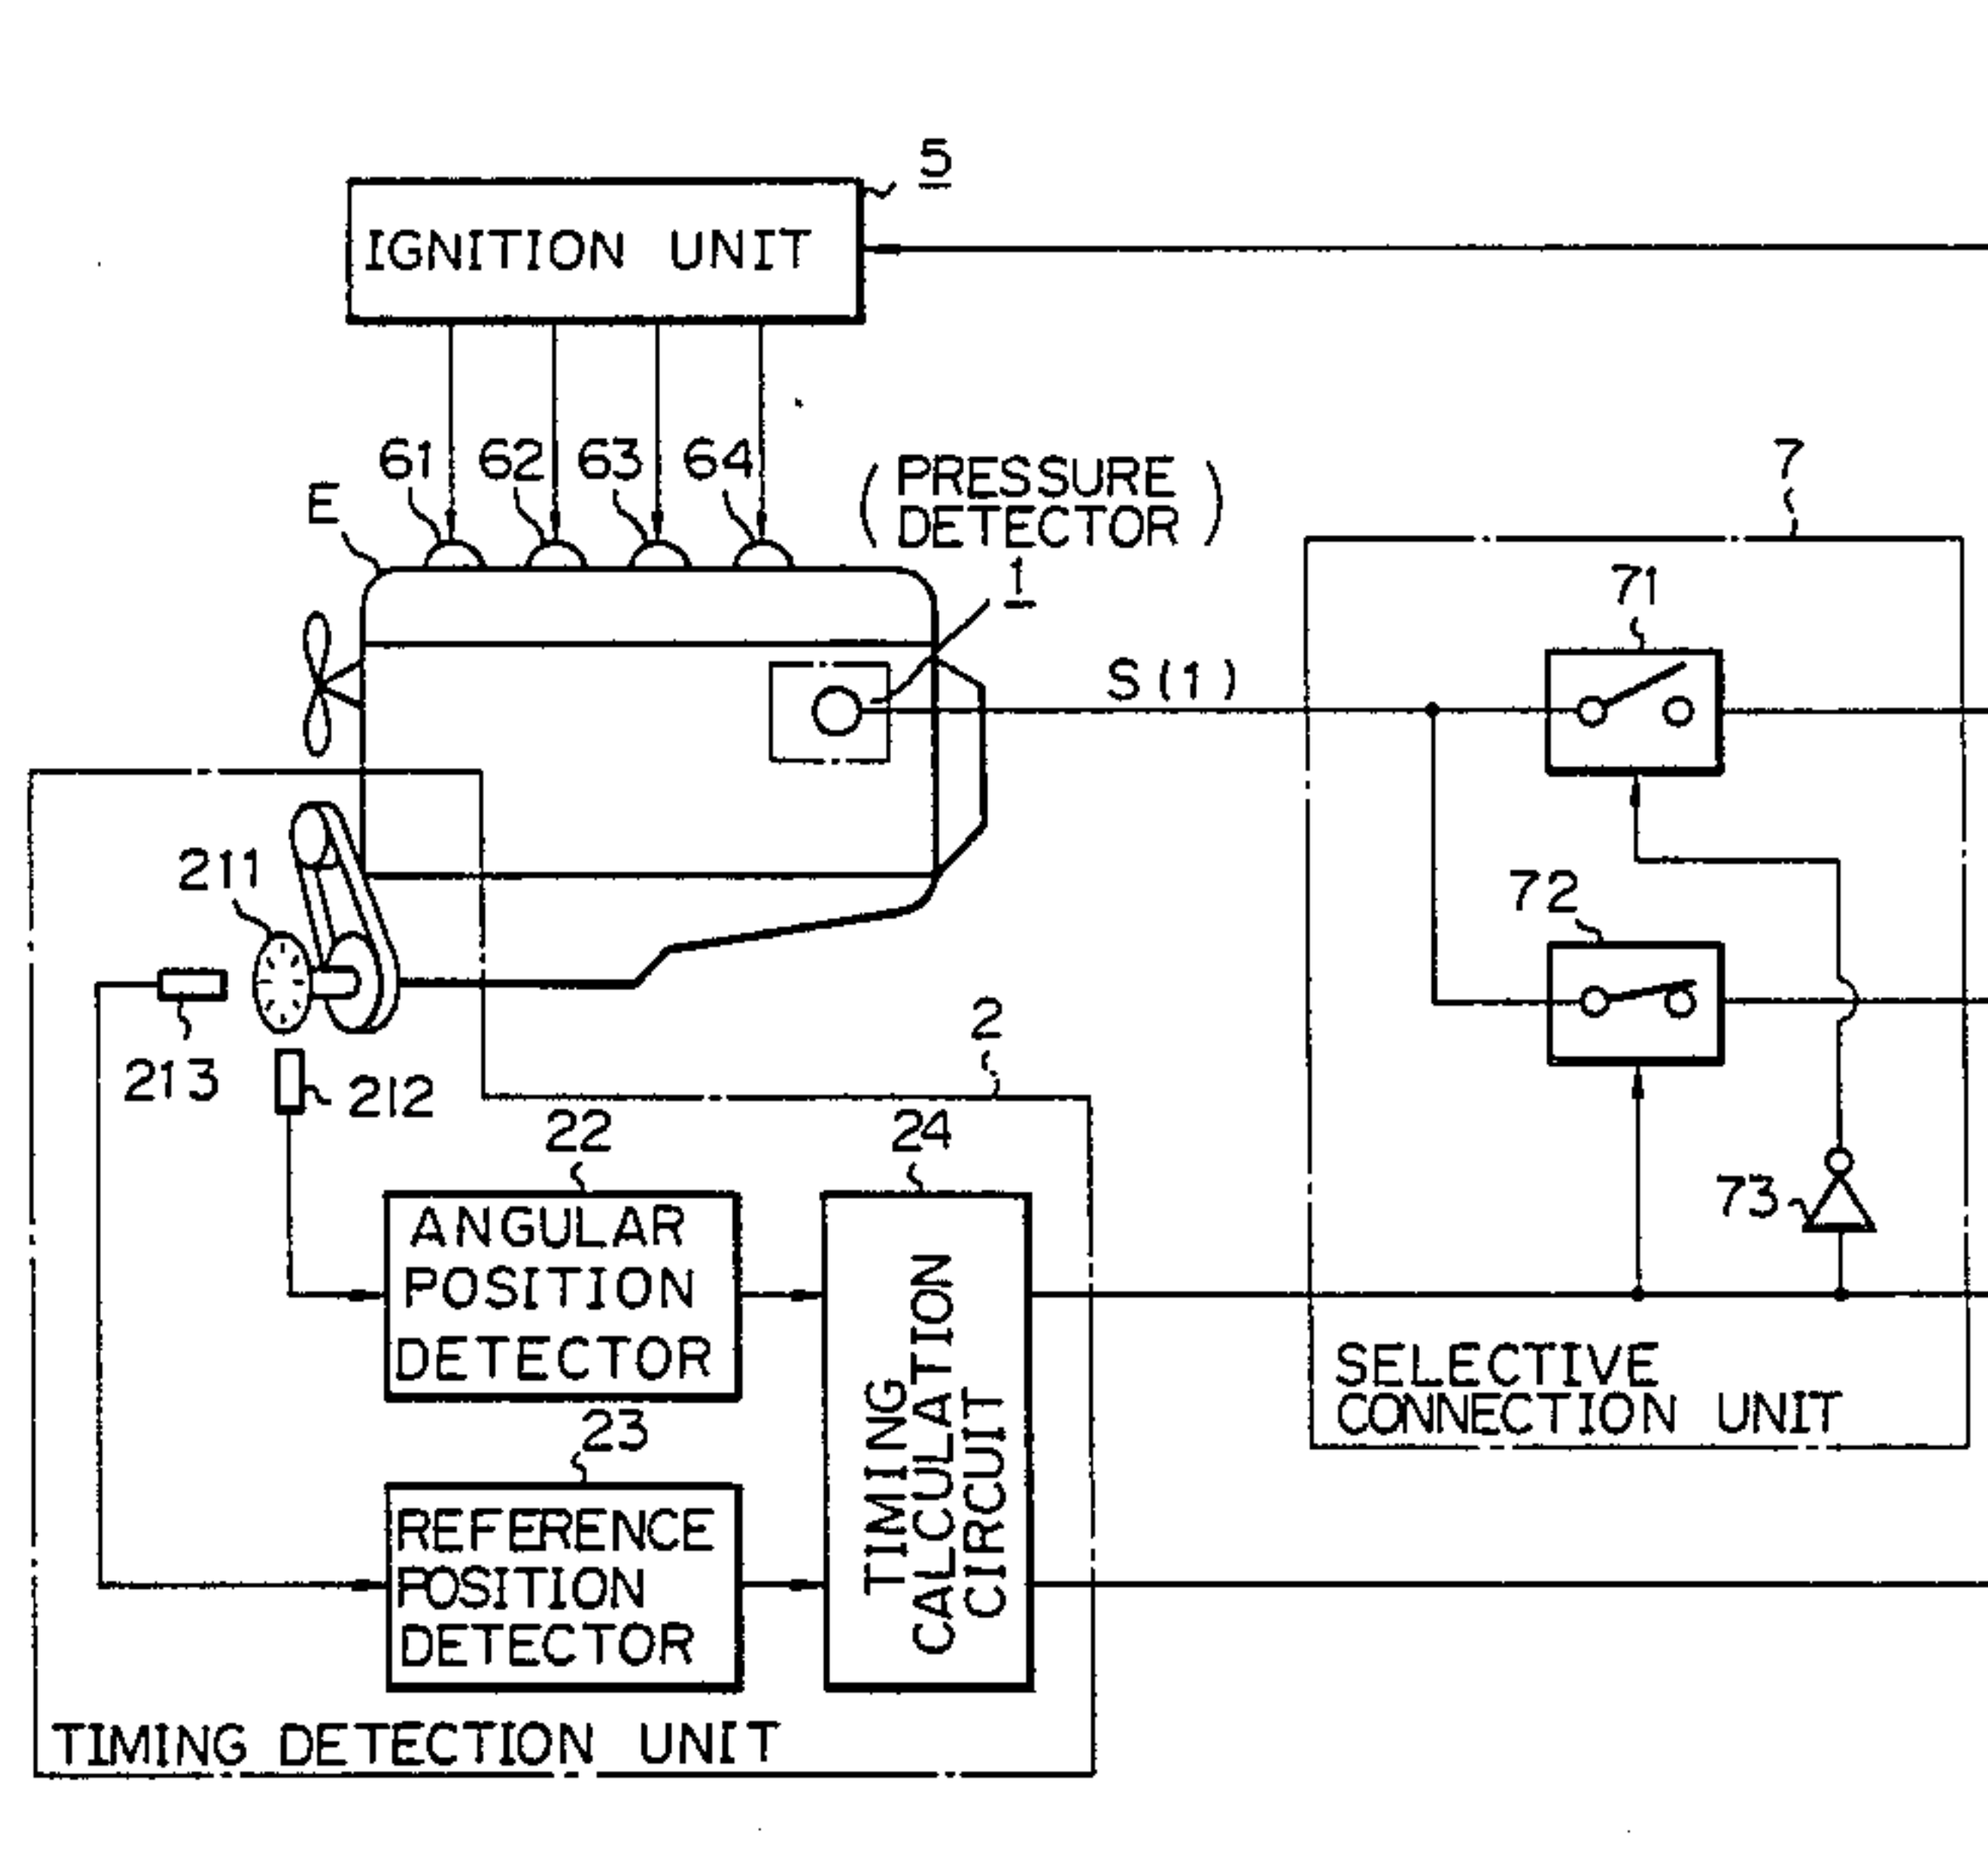 5
IGNITION UNIT
61 62 63 64
E
( PRESSURE
DETECTOR )
1
S(1)
7
71
72
73
211
213
212
2
22
24
ANGULAR
POSITION
DETECTOR
23
REFERENCE
POSITION
DETECTOR
TIMING
CALCULATION
CIRCUIT
SELECTIVE
CONNECTION UNIT
TIMING DETECTION UNIT